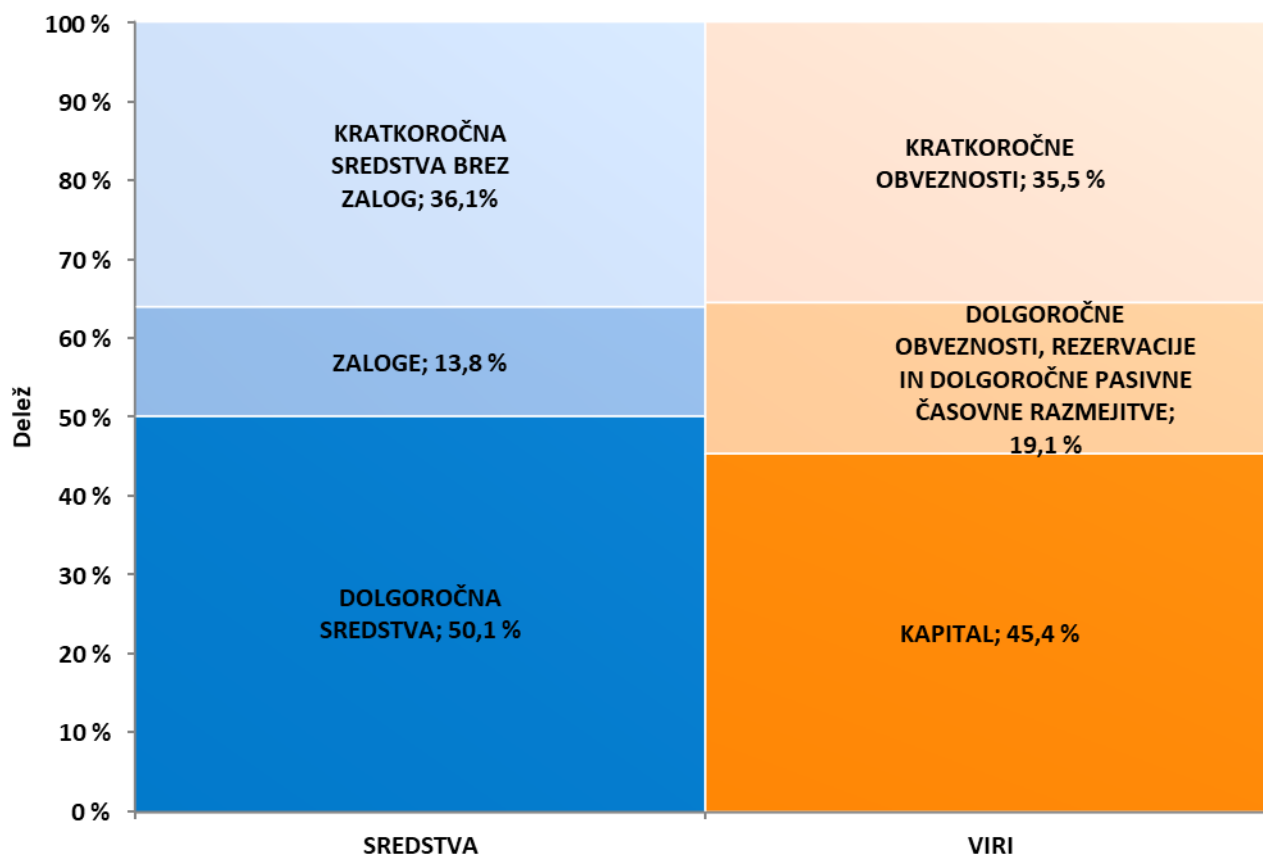 100 %
90 %
80 %
70 %
60 %
50 %
40 %
30 %
20 %
10 %
0 %
Delež
KRATKOROČNA
SREDSTVA BREZ
ZALOG; 36,1%
ZALOGE; 13,8 %
DOLGOROČNA
SREDSTVA; 50,1 %
KRATKOROČNE
OBVEZNOSTI; 35,5 %
DOLGOROČNE
OBVEZNOSTI, REZERVACIJE
IN DOLGOROČNE PASIVNE
ČASOVNE RAZMEJITVE;
19,1 %
KAPITAL; 45,4 %
SREDSTVA
VIRI